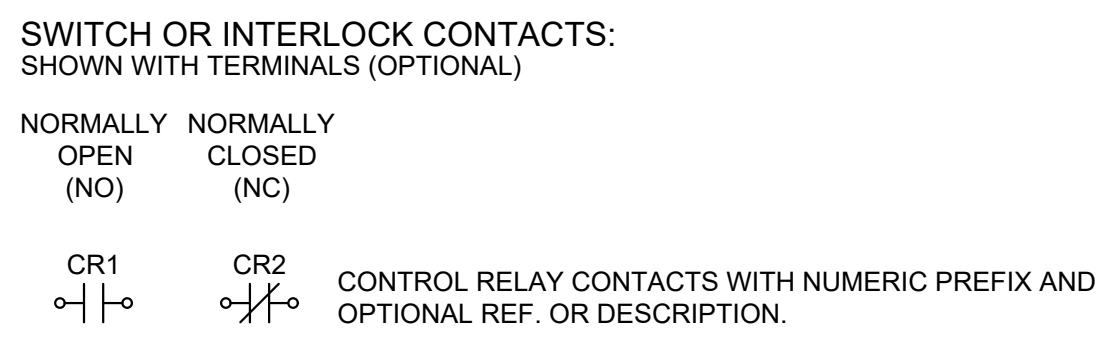 SWITCH OR INTERLOCK CONTACTS:
SHOWN WITH TERMINALS (OPTIONAL)
NORMALLY NORMALLY
OPEN CLOSED
(NO) (NC)
CR1 CR2
CONTROL RELAY CONTACTS WITH NUMERIC PREFIX AND
OPTIONAL REF. OR DESCRIPTION.